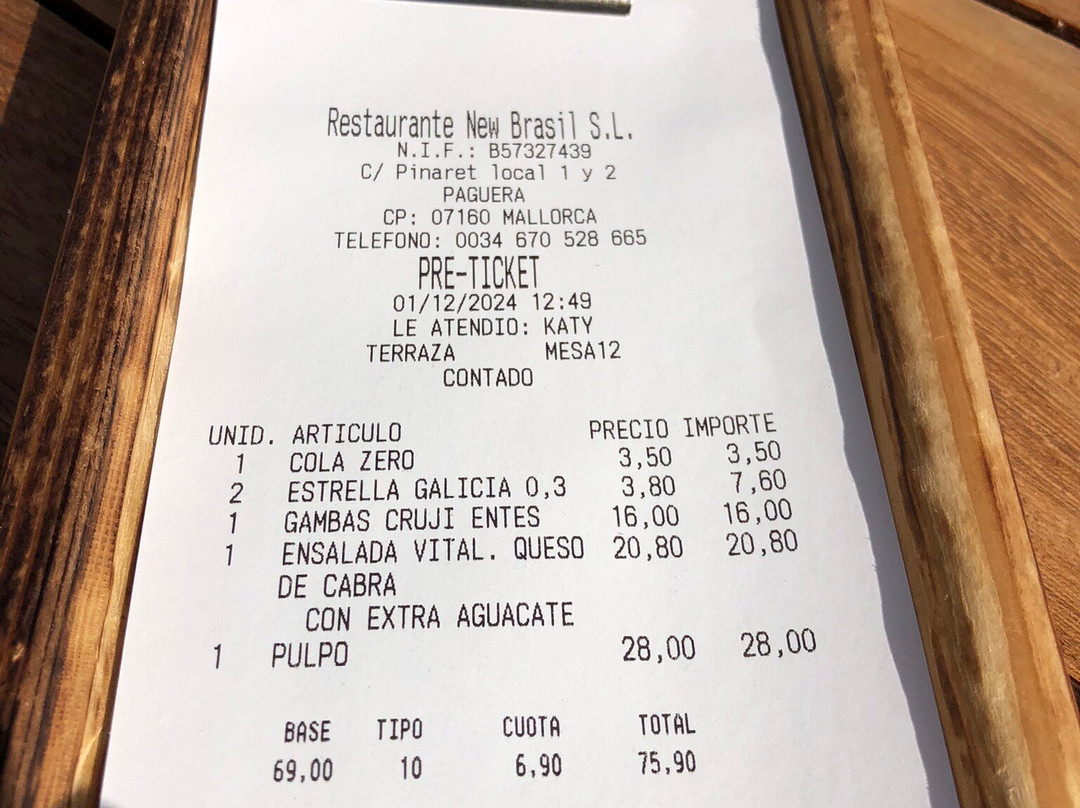 Restaurante New Brasil S.L.
N.I.F.: B57327439
C/ Pinaret local 1 y 2
PAGUERA
CP: 07160 MALLORCA
TELEFONO: 0034 670 528 665
PRE-TICKET
01/12/2024 12:49
LE ATENDIO: KATY
TERRAZA MESA12
CONTADO
UNID. ARTICULO PRECIO IMPORTE
1 COLA ZERO 3,50 3,50
2 ESTRELLA GALICIA 0,3 3,80 7,60
1 GAMBAS CRUJI ENTES 16,00 16,00
1 ENSALADA VITAL. QUESO 20,80 20,80
DE CABRA
CON EXTRA AGUACATE
1 PULPO 28,00 28,00
BASE TIPO CUOTA TOTAL
69,00 10 6,90 75,90